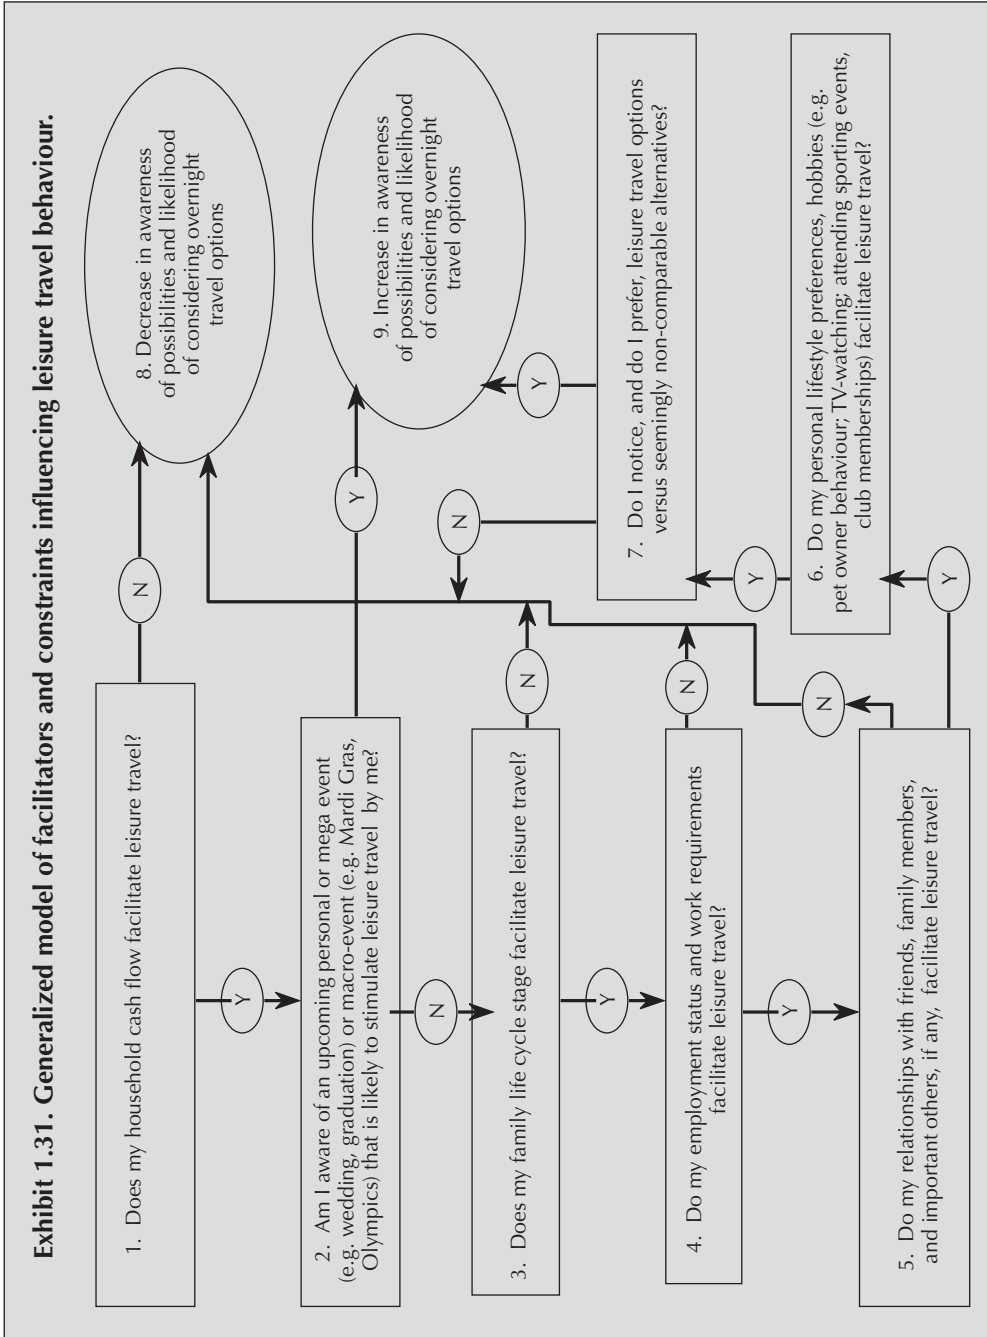 Exhibit 1.31. Generalized model of facilitators and constraints influencing leisure travel behaviour.
1. Does my household cash flow facilitate leisure travel?
N
8. Decrease in awareness
of possibilities and likelihood
of considering overnight
travel options
Y
2. Am I aware of an upcoming personal or mega event
(e.g. wedding, graduation) or macro-event (e.g. Mardi Gras,
Olympics) that is likely to stimulate leisure travel by me?
Y
9. Increase in awareness
of possibilities and likelihood
of considering overnight
travel options
N
3. Does my family life cycle stage facilitate leisure travel?
N
Y
4. Do my employment status and work requirements
facilitate leisure travel?
N
Y
5. Do my relationships with friends, family members,
and important others, if any, facilitate leisure travel?
N
Y
6. Do my personal lifestyle preferences, hobbies (e.g.
pet owner behaviour; TV-watching; attending sporting events,
club memberships) facilitate leisure travel?
Y
7. Do I notice, and do I prefer, leisure travel options
versus seemingly non-comparable alternatives?
N
Y